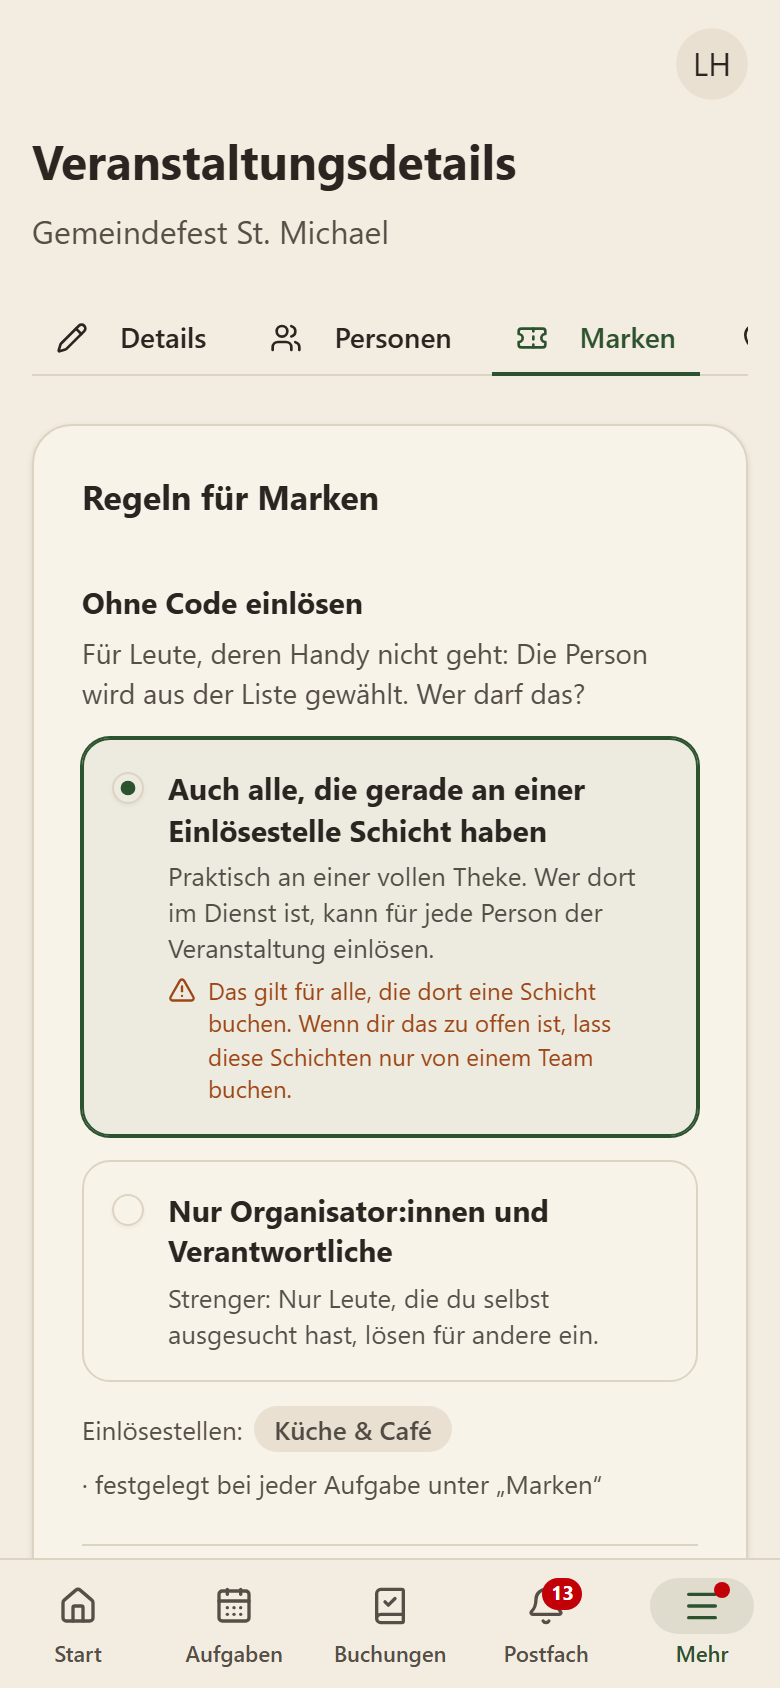 LH
Veranstaltungsdetails
Gemeindefest St. Michael
Details Personen Marken
Regeln für Marken
Ohne Code einlösen
Für Leute, deren Handy nicht geht: Die Person
wird aus der Liste gewählt. Wer darf das?
Auch alle, die gerade an einer
Einlösestelle Schicht haben
Praktisch an einer vollen Theke. Wer dort
im Dienst ist, kann für jede Person der
Veranstaltung einlösen.
Das gilt für alle, die dort eine Schicht
buchen. Wenn dir das zu offen ist, lass
diese Schichten nur von einem Team
buchen.
Nur Organisator:innen und
Verantwortliche
Strenger: Nur Leute, die du selbst
ausgesucht hast, lösen für andere ein.
Einlösestellen: Küche & Café
· festgelegt bei jeder Aufgabe unter „Marken“
13
Start Aufgaben Buchungen Postfach Mehr